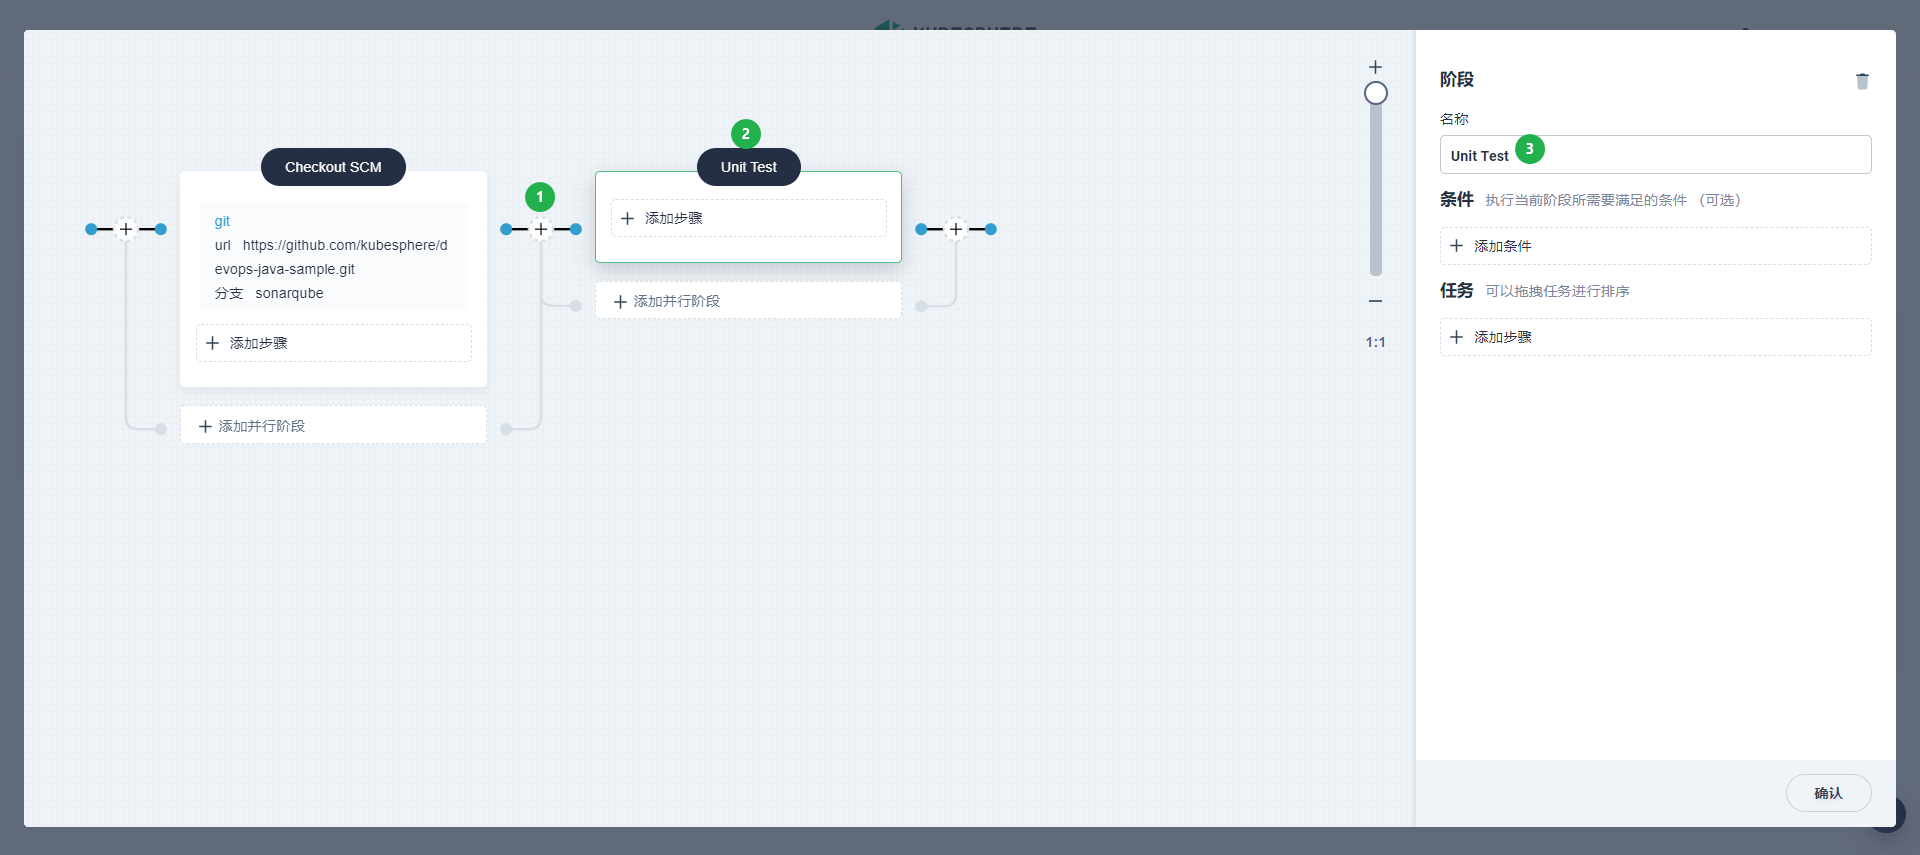 KUBESPHERE
2
Checkout SCM
Unit Test
1
git
url https://github.com/kubesphere/d
evops-java-sample.git
分支 sonarqube
添加步骤
添加并行阶段
添加步骤
添加并行阶段
1:1
阶段
名称
Unit Test
3
条件 执行当前阶段所需要满足的条件 （可选）
添加条件
任务 可以拖拽任务进行排序
添加步骤
确认